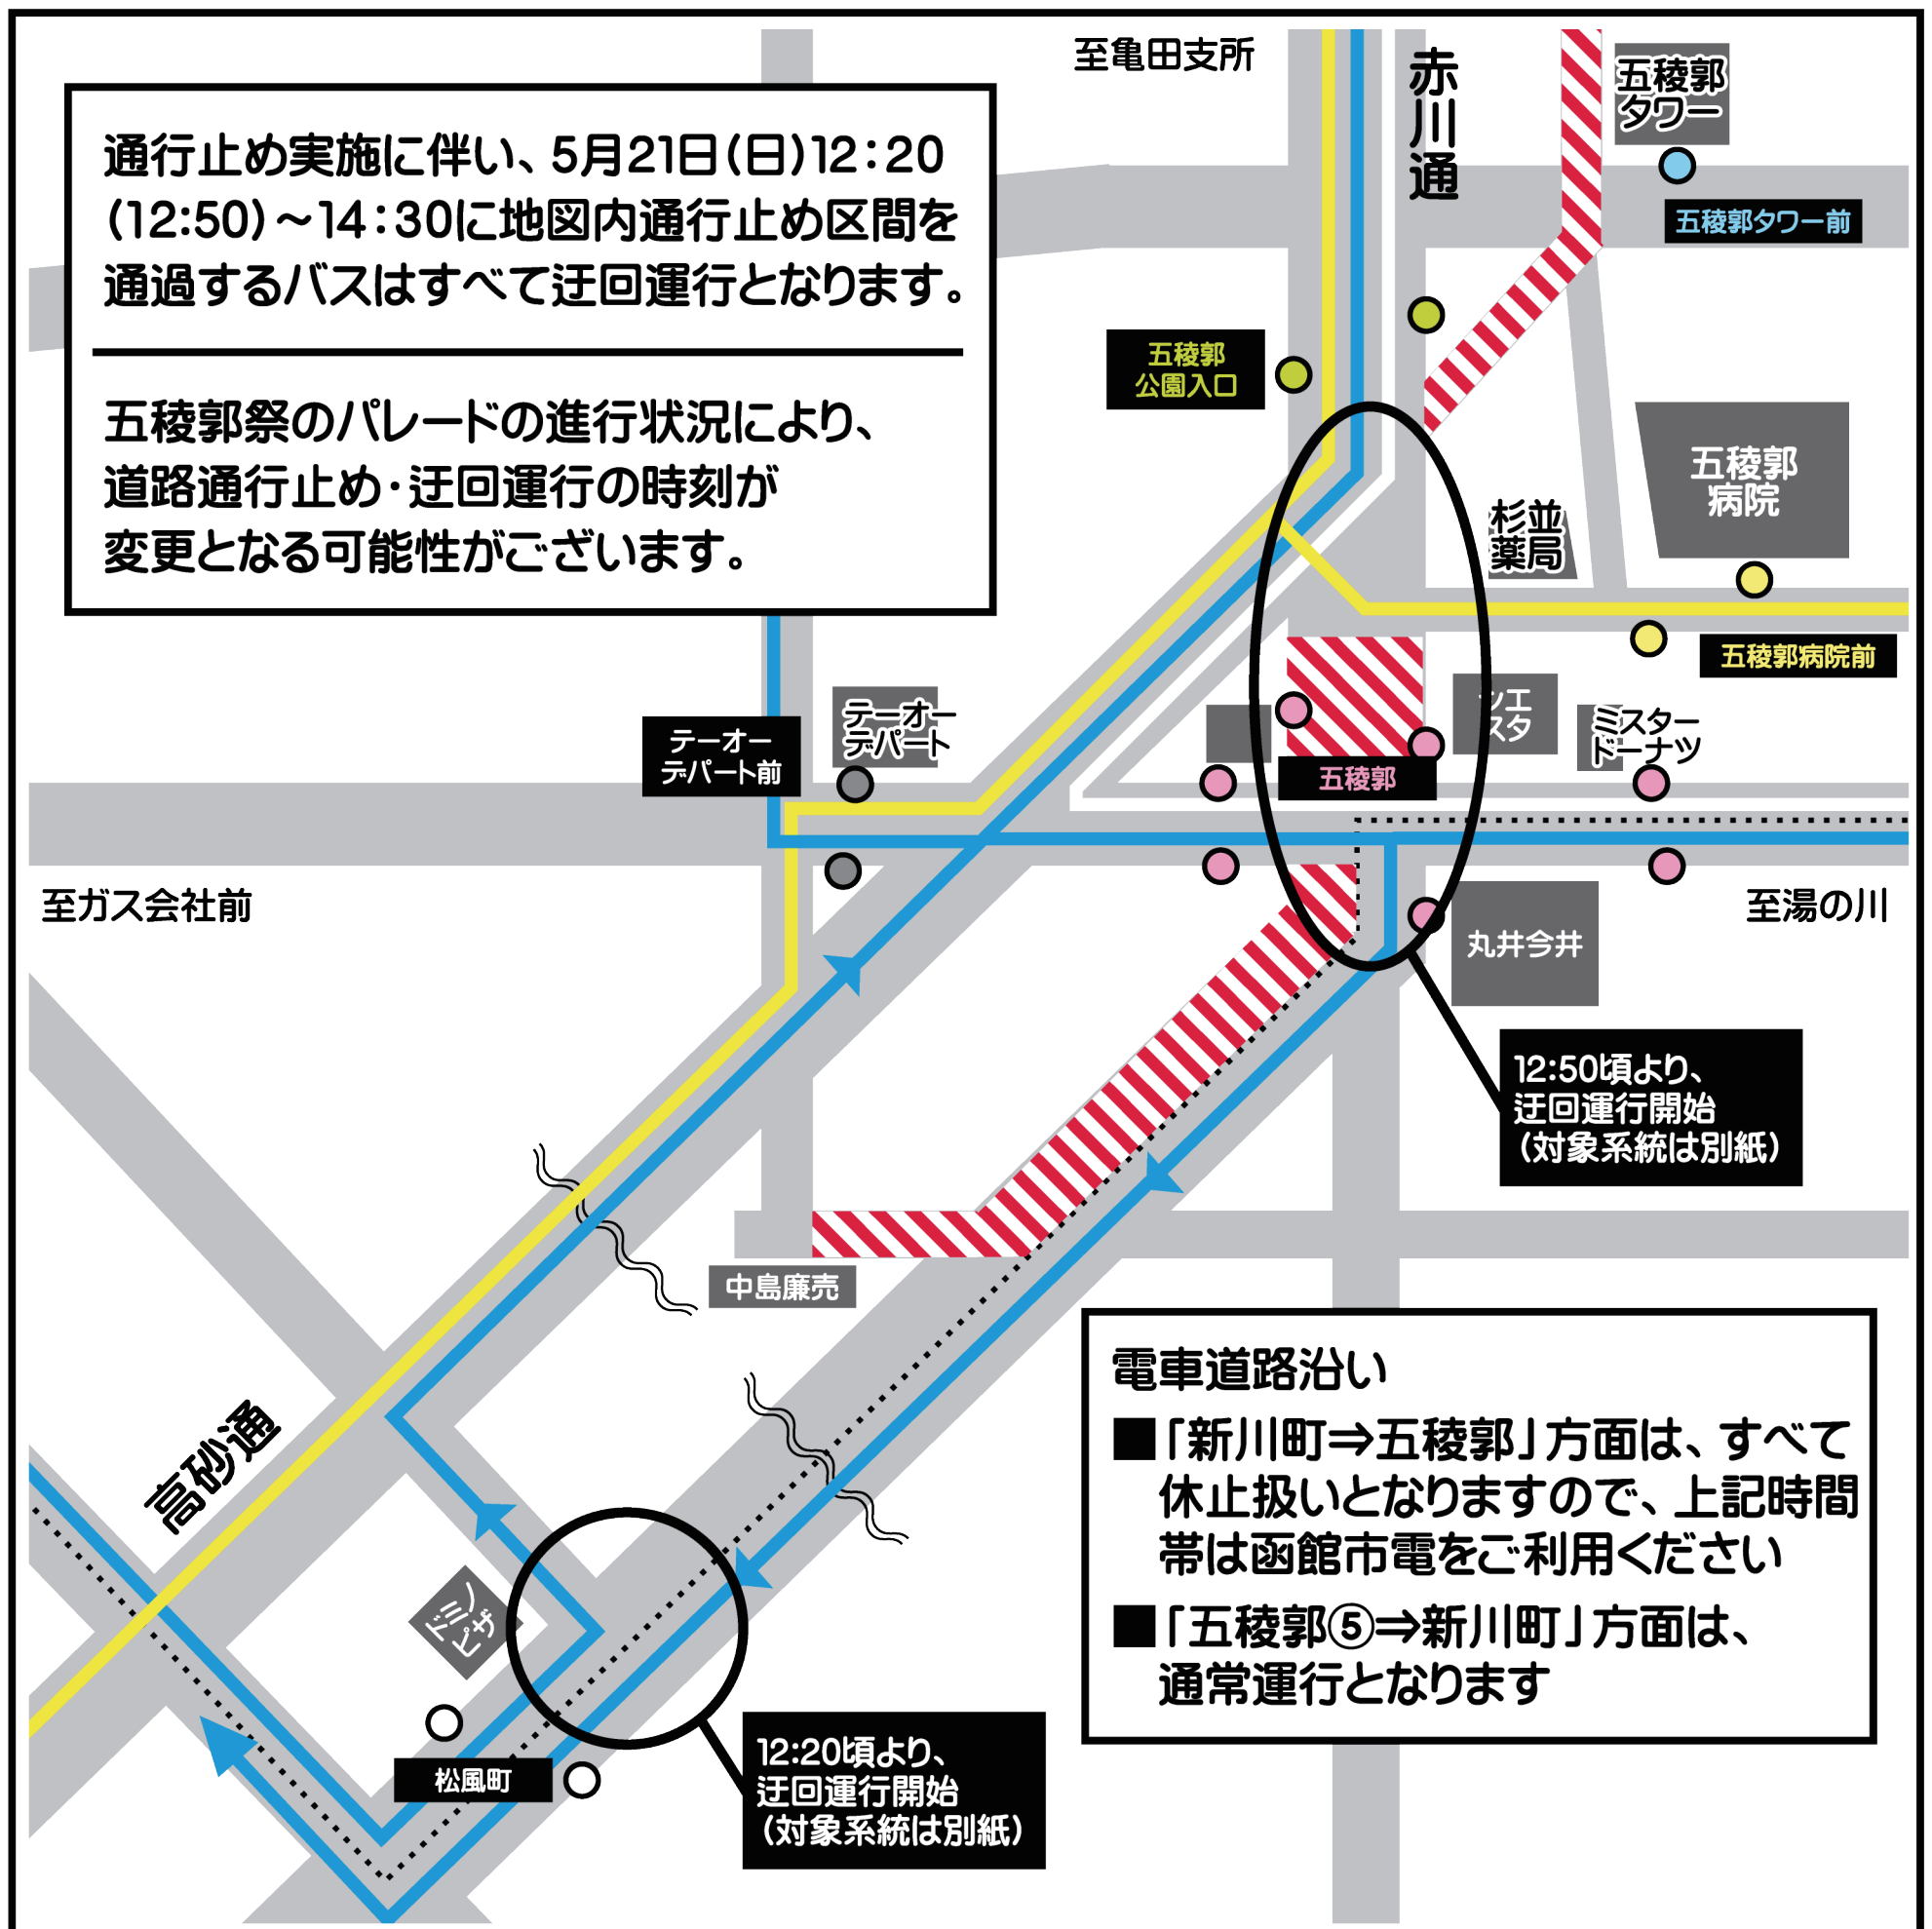 至亀田支所
赤川通
五稜郭
タワー
五稜郭タワー前
通行止め実施に伴い、5月21日(日)12:20
(12:50)～14:30に地図内通行止め区間を
通過するバスはすべて迂回運行となります。
五稜郭祭のパレードの進行状況により、
道路通行止め・迂回運行の時刻が
変更となる可能性がございます。
五稜郭
公園入口
五稜郭
病院
杉並
薬局
五稜郭病院前
テーオー
デパート前
テーオー
デパート
五稜郭
シエ
スタ
ミスター
ドーナツ
至ガス会社前
至湯の川
丸井今井
12:50頃より、
迂回運行開始
(対象系統は別紙)
中島廉売
高砂通
電車道路沿い
■「新川町⇒五稜郭」方面は、すべて
休止扱いとなりますので、上記時間
帯は函館市電をご利用ください
■「五稜郭⑤⇒新川町」方面は、
通常運行となります
ドミノ
ピザ
松風町
12:20頃より、
迂回運行開始
(対象系統は別紙)